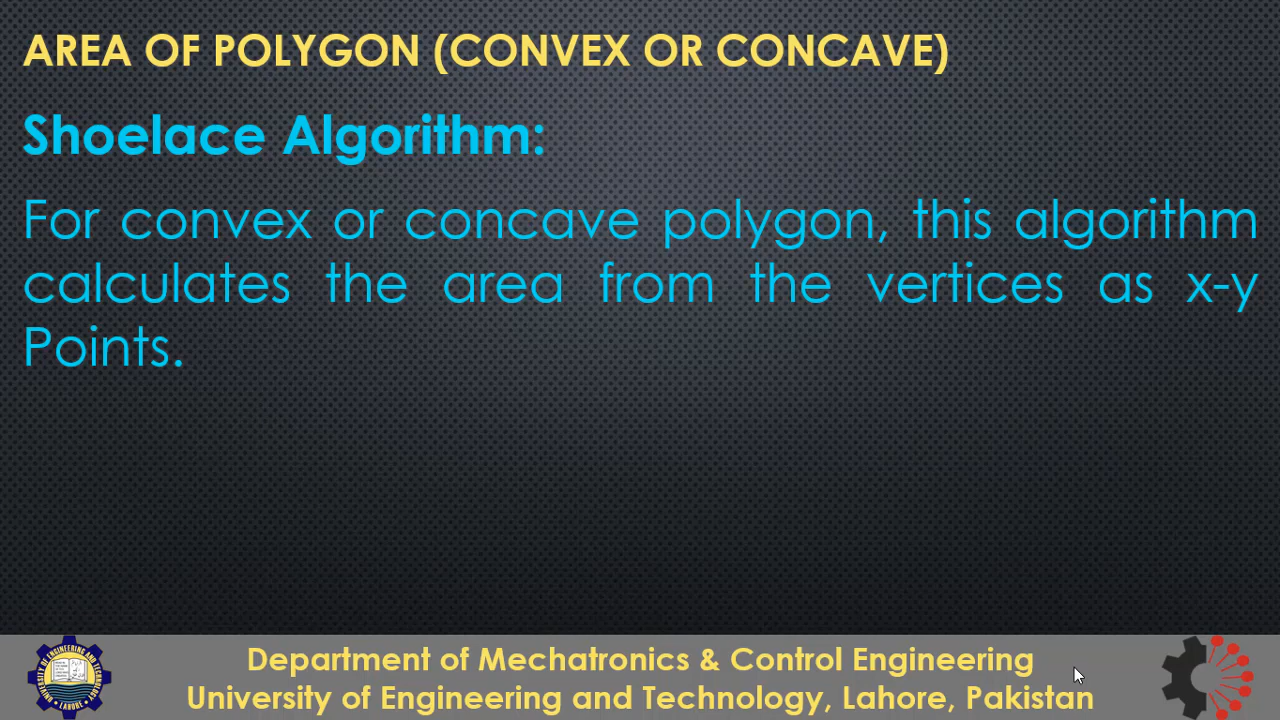 AREA OF POLYGON (CONVEX OR CONCAVE)
Shoelace Algorithm:
For convex or concave polygon, this algorithm
calculates the area from the vertices as x-y
Points.
Department of Mechatronics & Control Engineering
University of Engineering and Technology, Lahore, Pakistan
LAHORE